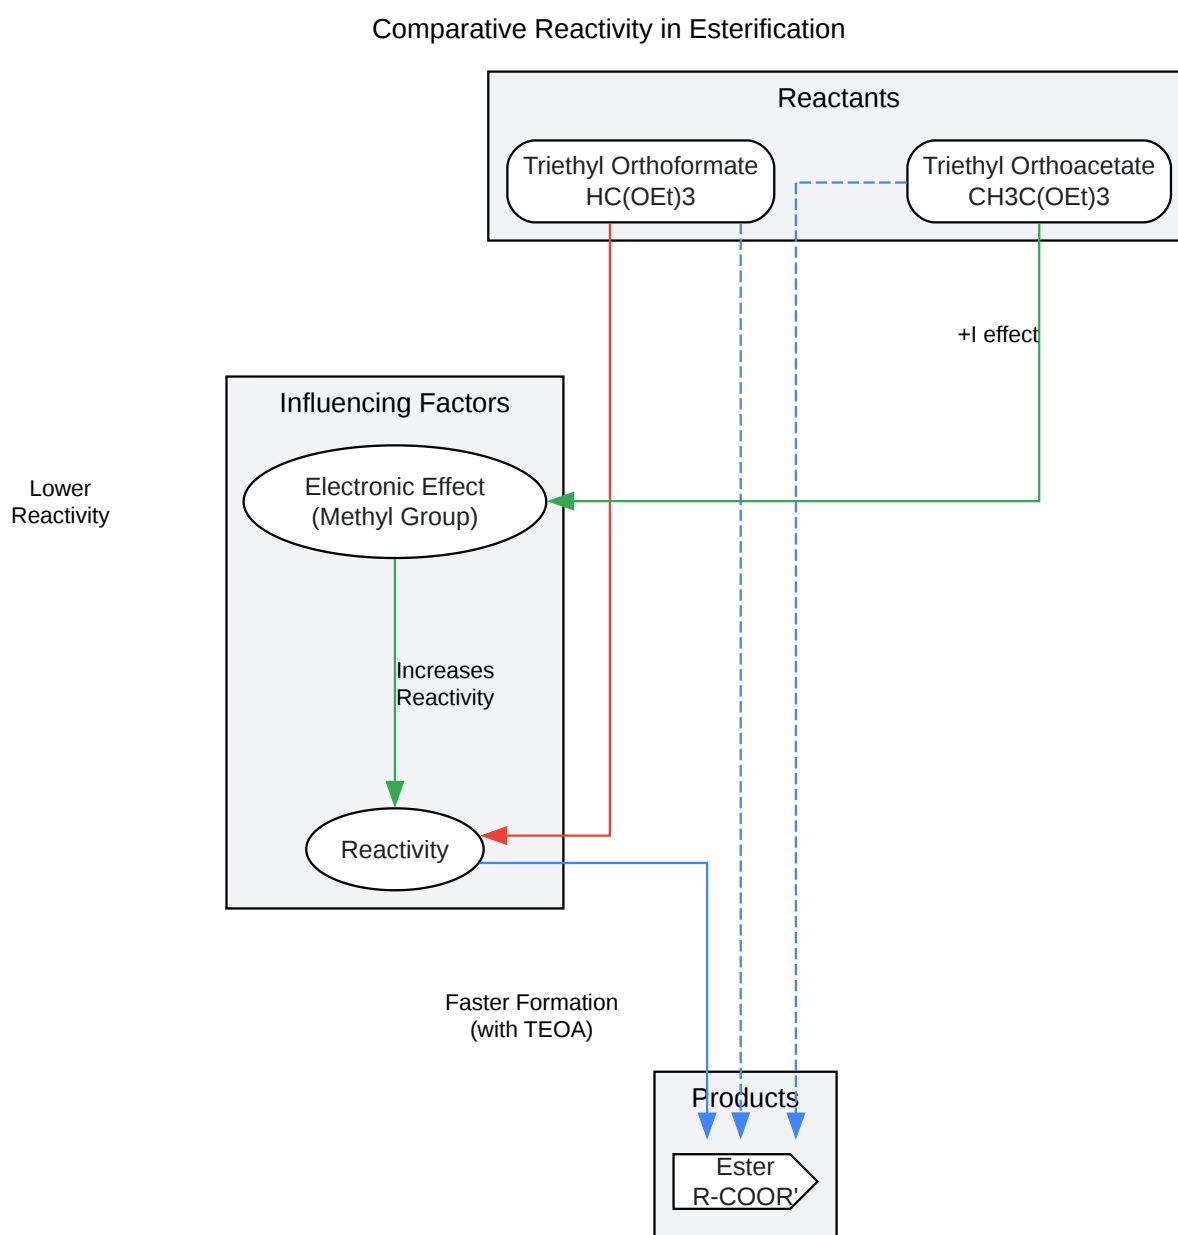 Comparative Reactivity in Esterification
Reactants
Triethyl Orthoformate
HC(OEt)3
Triethyl Orthoacetate
CH3C(OEt)3
+I effect
Influencing Factors
Electronic Effect
(Methyl Group)
Lower
Reactivity
Increases
Reactivity
Reactivity
Faster Formation
(with TEOA)
Products
Ester
R-COOR'